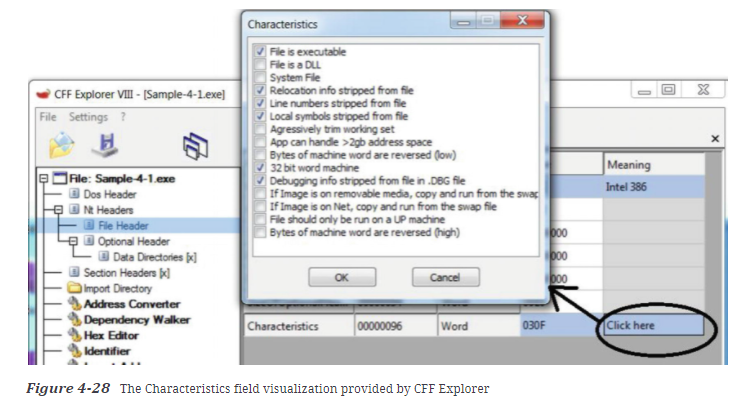 Characteristics
File is executable
File is a DLL
System File
Relocation info stripped from file
Line numbers stripped from file
Local symbols stripped from file
Agressively trim working set
App can handle >2gb address space
Bytes of machine word are reversed (low)
32 bit word machine
Debugging info stripped from file in .DBG file
If Image is on removable media, copy and run from the swap
If Image is on Net, copy and run from the swap file
File should only be run on a UP machine
Bytes of machine word are reversed (high)
OK Cancel
CFF Explorer VIII - [Sample-4-1.exe]
File Settings ?
File: Sample-4-1.exe
Dos Header
Nt Headers
File Header
Optional Header
Data Directories [x]
Section Headers [x]
Import Directory
Address Converter
Dependency Walker
Hex Editor
Identifier
Meaning
Intel 386
000
000
000
Characteristics 00000096 Word 030F Click here
Figure 4-28 The Characteristics field visualization provided by CFF Explorer